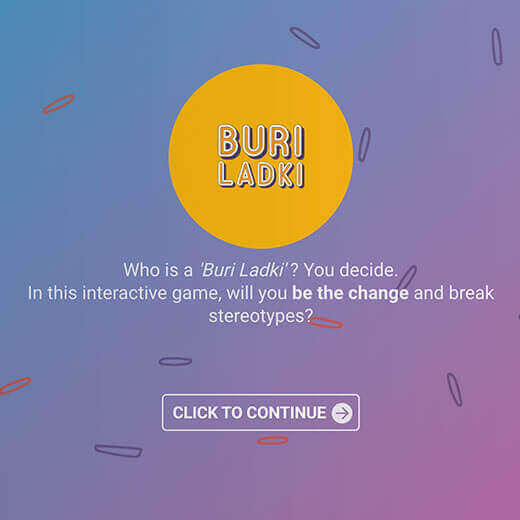 BURI
LADKI
Who is a 'Buri Ladki'? You decide.
In this interactive game, will you be the change and break
stereotypes?
CLICK TO CONTINUE